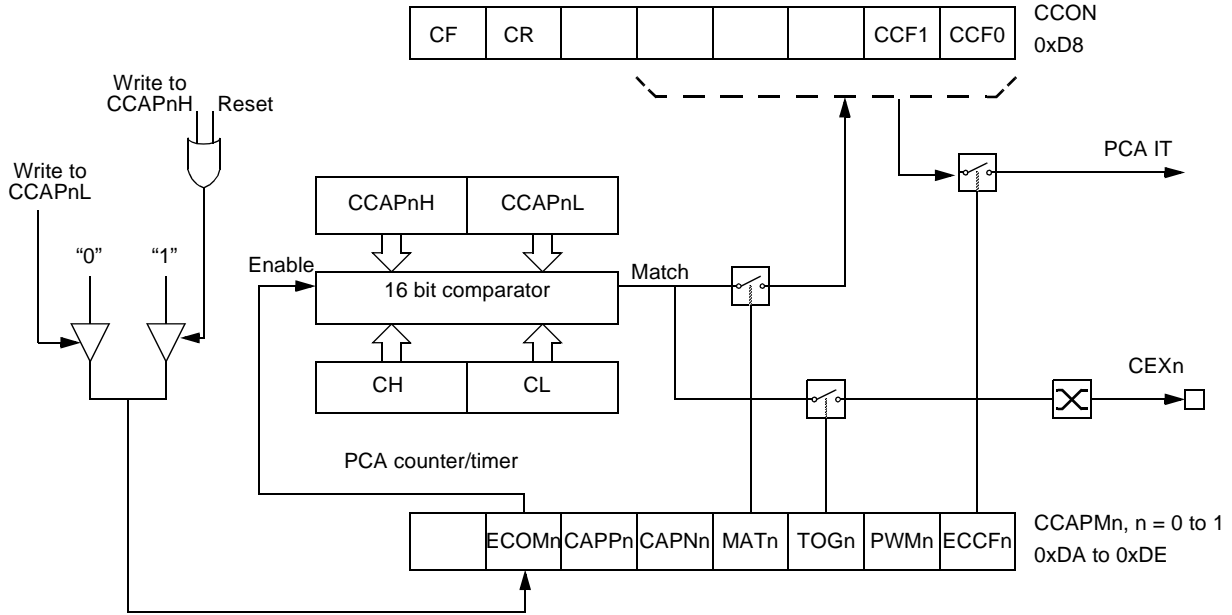 CF CR CCF1 CCF0
CCON
0xD8
Write to
CCAPnH Reset
Write to
CCAPnL
PCA IT
CCAPnH CCAPnL
“0” “1”
Enable
16 bit comparator
Match
CH CL
CEXn
PCA counter/timer
ECOMn CAPPn CAPNn MATn TOGn PWMn ECCFn
CCAPMn, n = 0 to 1
0xDA to 0xDE